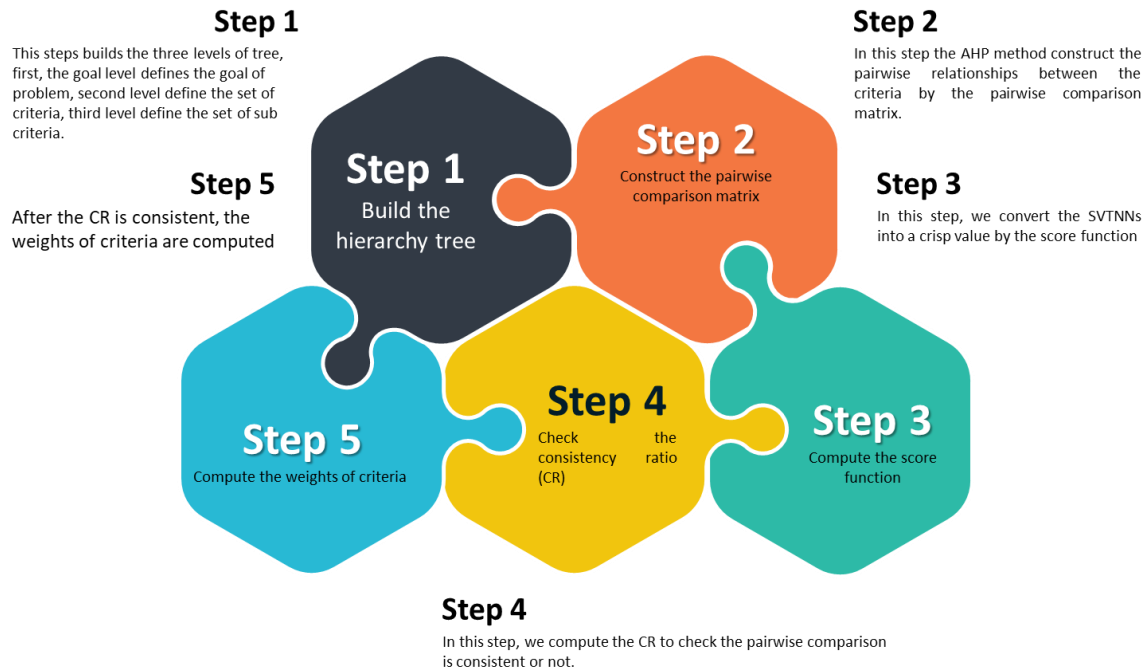 Step 1
This steps builds the three levels of tree,
first, the goal level defines the goal of
problem, second level define the set of
criteria, third level define the set of sub
criteria.
Step 2
In this step the AHP method construct the
pairwise relationships between the
criteria by the pairwise comparison
matrix.
Step 1
Build the
hierarchy tree
Step 2
Construct the pairwise
comparison matrix
Step 5
After the CR is consistent, the
weights of criteria are computed
Step 3
In this step, we convert the SVTNNs
into a crisp value by the score function
Step 5
Compute the weights of criteria
Step 4
Check the
consistency ratio
(CR)
Step 3
Compute the score
function
Step 4
In this step, we compute the CR to check the pairwise comparison
is consistent or not.